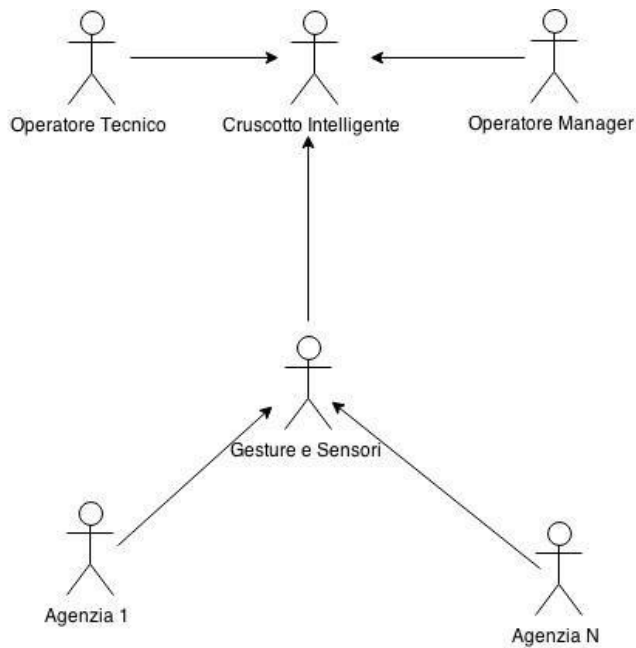 Operatore Tecnico
Cruscotto Intelligente
Operatore Manager
Gesture e Sensori
Agenzia 1
Agenzia N